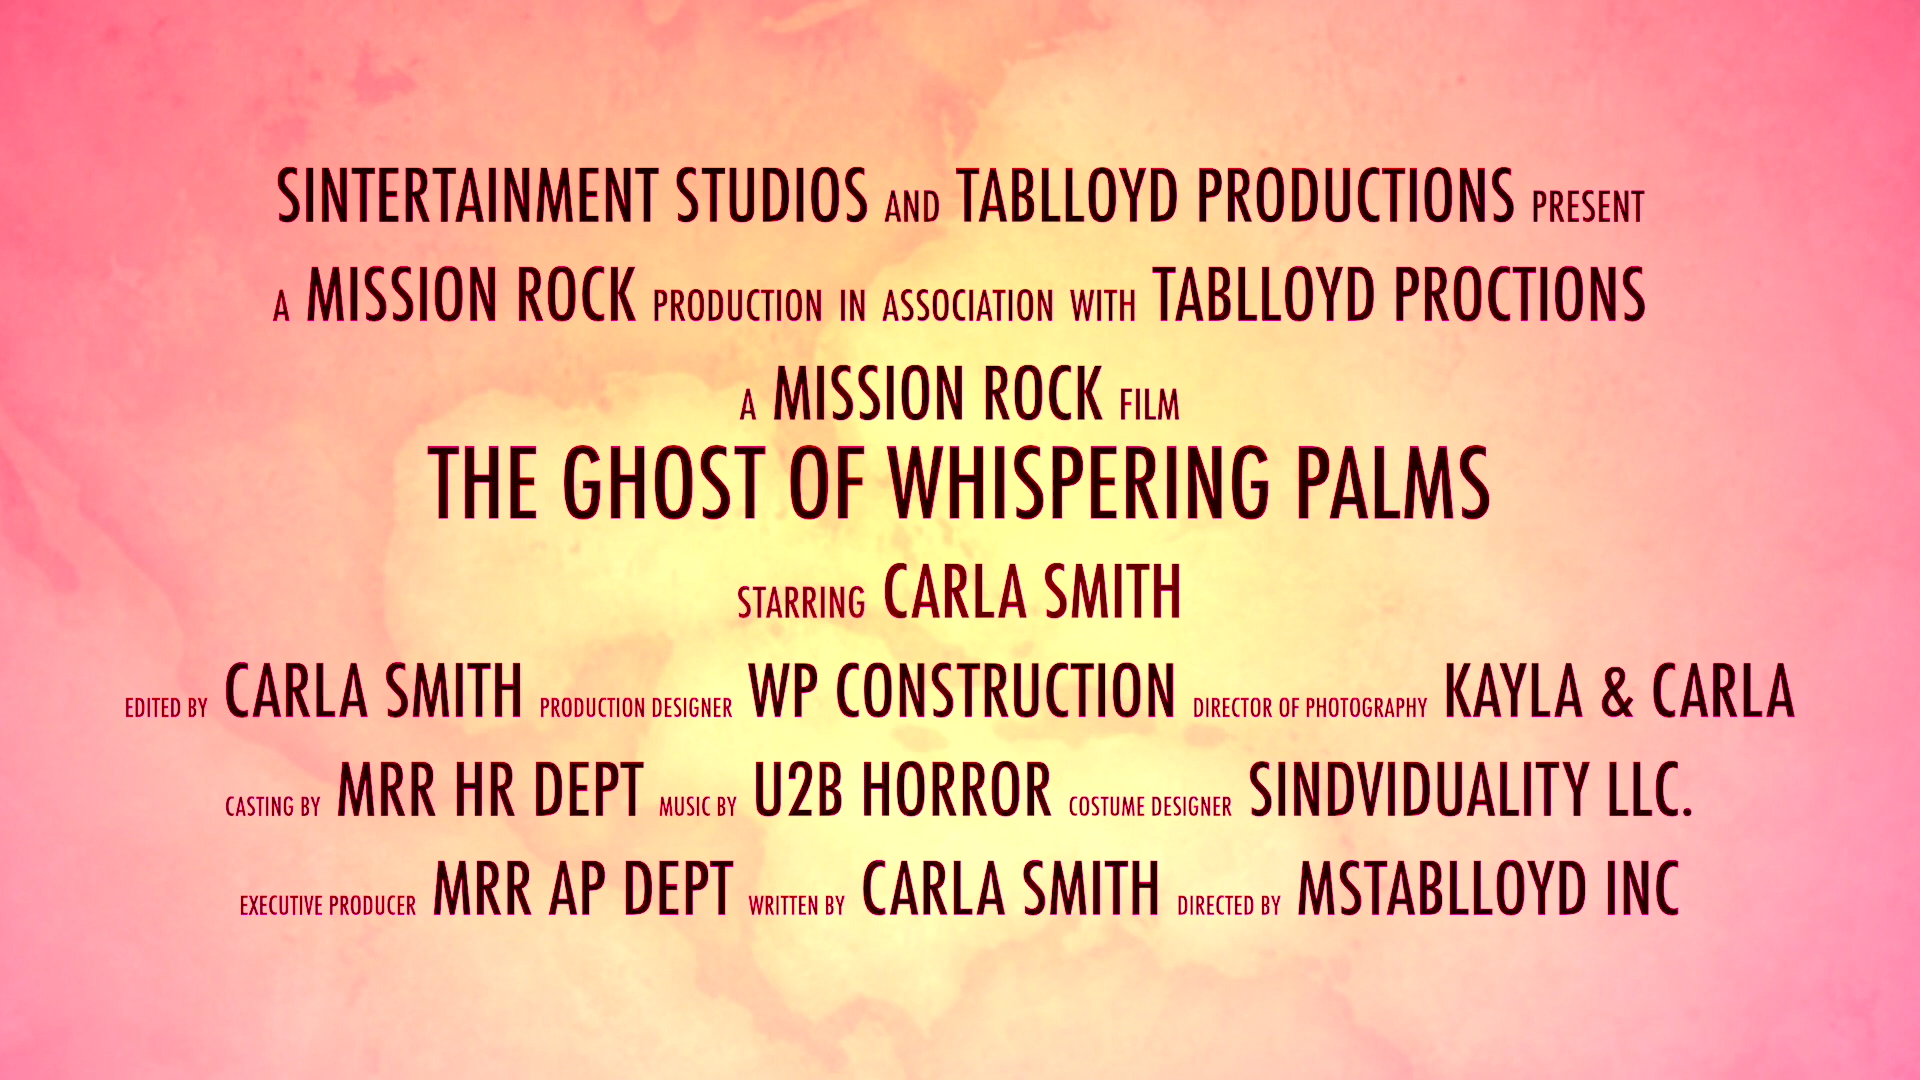 SINTERTAINMENT STUDIOS AND TABLLOYD PRODUCTIONS PRESENT
A MISSION ROCK PRODUCTION IN ASSOCIATION WITH TABLLOYD PROCTIONS
A MISSION ROCK FILM
THE GHOST OF WHISPERING PALMS
STARRING CARLA SMITH
EDITED BY CARLA SMITH PRODUCTION DESIGNER WP CONSTRUCTION DIRECTOR OF PHOTOGRAPHY KAYLA & CARLA
CASTING BY MRR HR DEPT MUSIC BY U2B HORROR COSTUME DESIGNER SINDVIDUALITY LLC.
EXECUTIVE PRODUCER MRR AP DEPT WRITTEN BY CARLA SMITH DIRECTED BY MSTABLLOYD INC